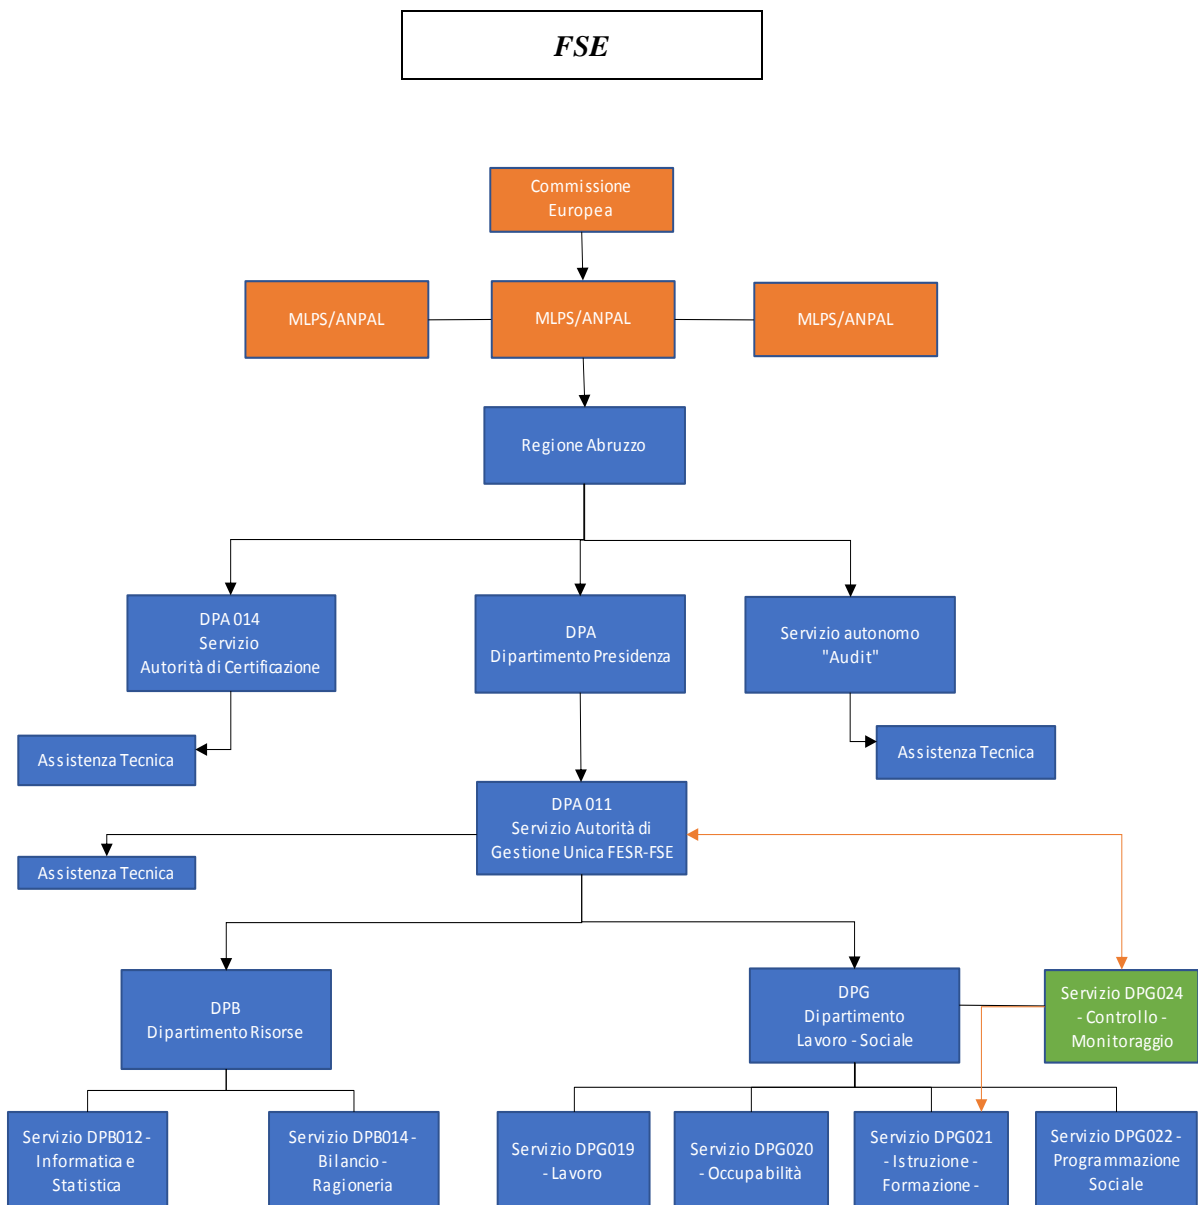 FSE
Commissione
Europea
MLPS/ANPAL
MLPS/ANPAL
MLPS/ANPAL
Regione Abruzzo
DPA 014
Servizio
Autorità di Certificazione
DPA
Dipartimento Presidenza
Servizio autonomo
"Audit"
Assistenza Tecnica
Assistenza Tecnica
DPA 011
Servizio Autorità di
Gestione Unica FESR-FSE
Assistenza Tecnica
DPB
Dipartimento Risorse
DPG
Dipartimento
Lavoro - Sociale
Servizio DPG024
- Controllo -
Monitoraggio
Servizio DPB012 -
Informatica e
Statistica
Servizio DPB014 -
Bilancio -
Ragioneria
Servizio DPG019
- Lavoro
Servizio DPG020
- Occupabilità
Servizio DPG021
- Istruzione -
Formazione -
Servizio DPG022 -
Programmazione
Sociale